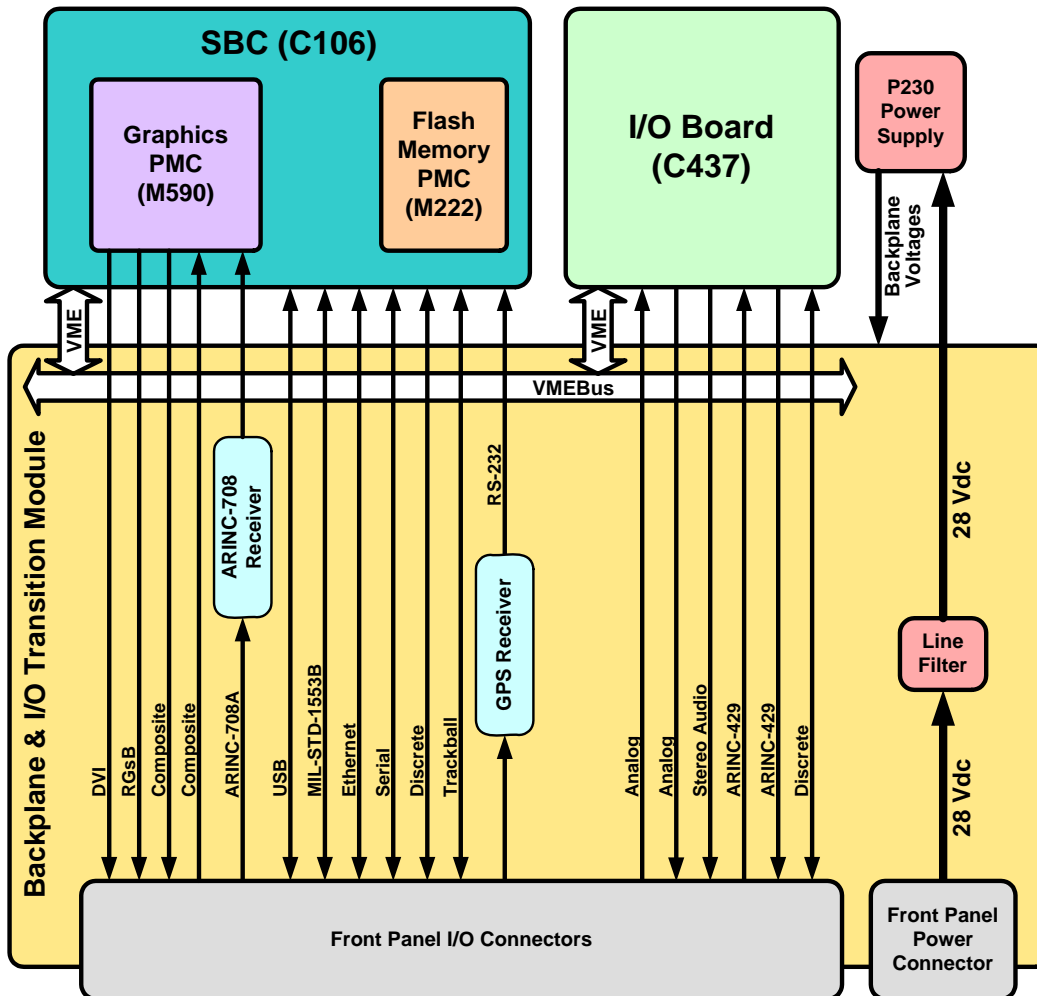 SBC (C106)
Graphics
PMC
(M590)
Flash
Memory
PMC
(M222)
I/O Board
(C437)
P230
Power
Supply
Backplane
Voltages
VME
VME
VMEBus
Backplane & I/O Transition Module
ARINC-708
Receiver
RS-232
GPS Receiver
28 Vdc
Line
Filter
28 Vdc
DVI
RGsB
Composite
Composite
ARINC-708A
USB
MIL-STD-1553B
Ethernet
Serial
Discrete
Trackball
Analog
Analog
Stereo Audio
ARINC-429
ARINC-429
Discrete
Front Panel I/O Connectors
Front Panel
Power
Connector